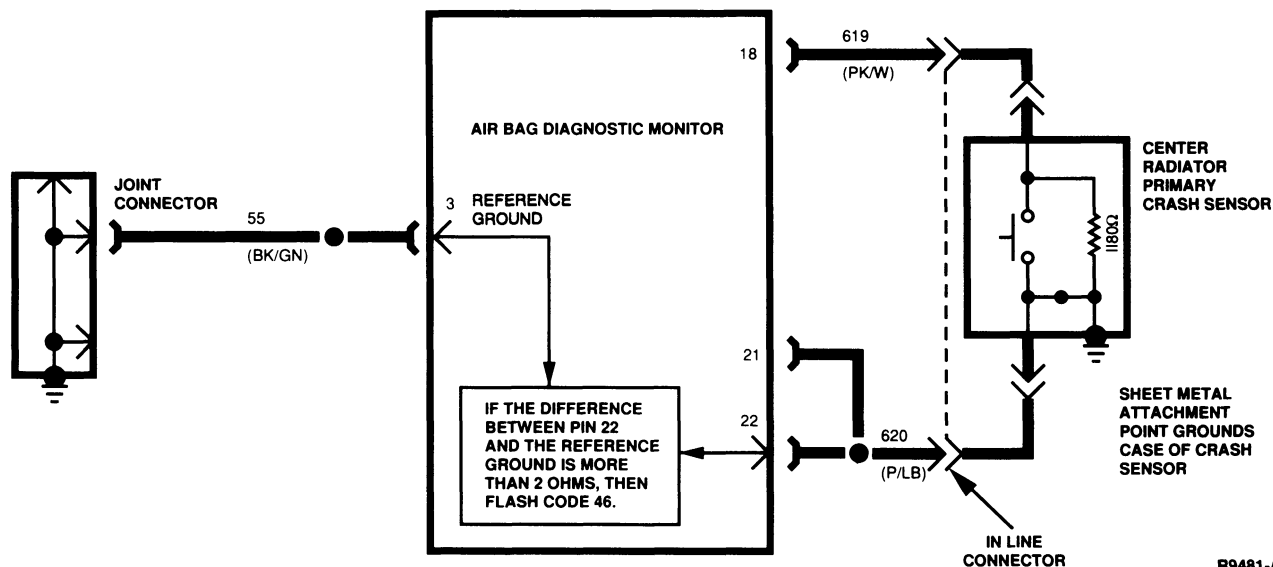 18
619
(PK/W)
AIR BAG DIAGNOSTIC MONITOR
CENTER
RADIATOR
PRIMARY
CRASH SENSOR
1180Ω
JOINT
CONNECTOR
55
(BK/GN)
3
REFERENCE
GROUND
21
22
620
(P/LB)
IF THE DIFFERENCE
BETWEEN PIN 22
AND THE REFERENCE
GROUND IS MORE
THAN 2 OHMS, THEN
FLASH CODE 46.
SHEET METAL
ATTACHMENT
POINT GROUNDS
CASE OF CRASH
SENSOR
IN LINE
CONNECTOR